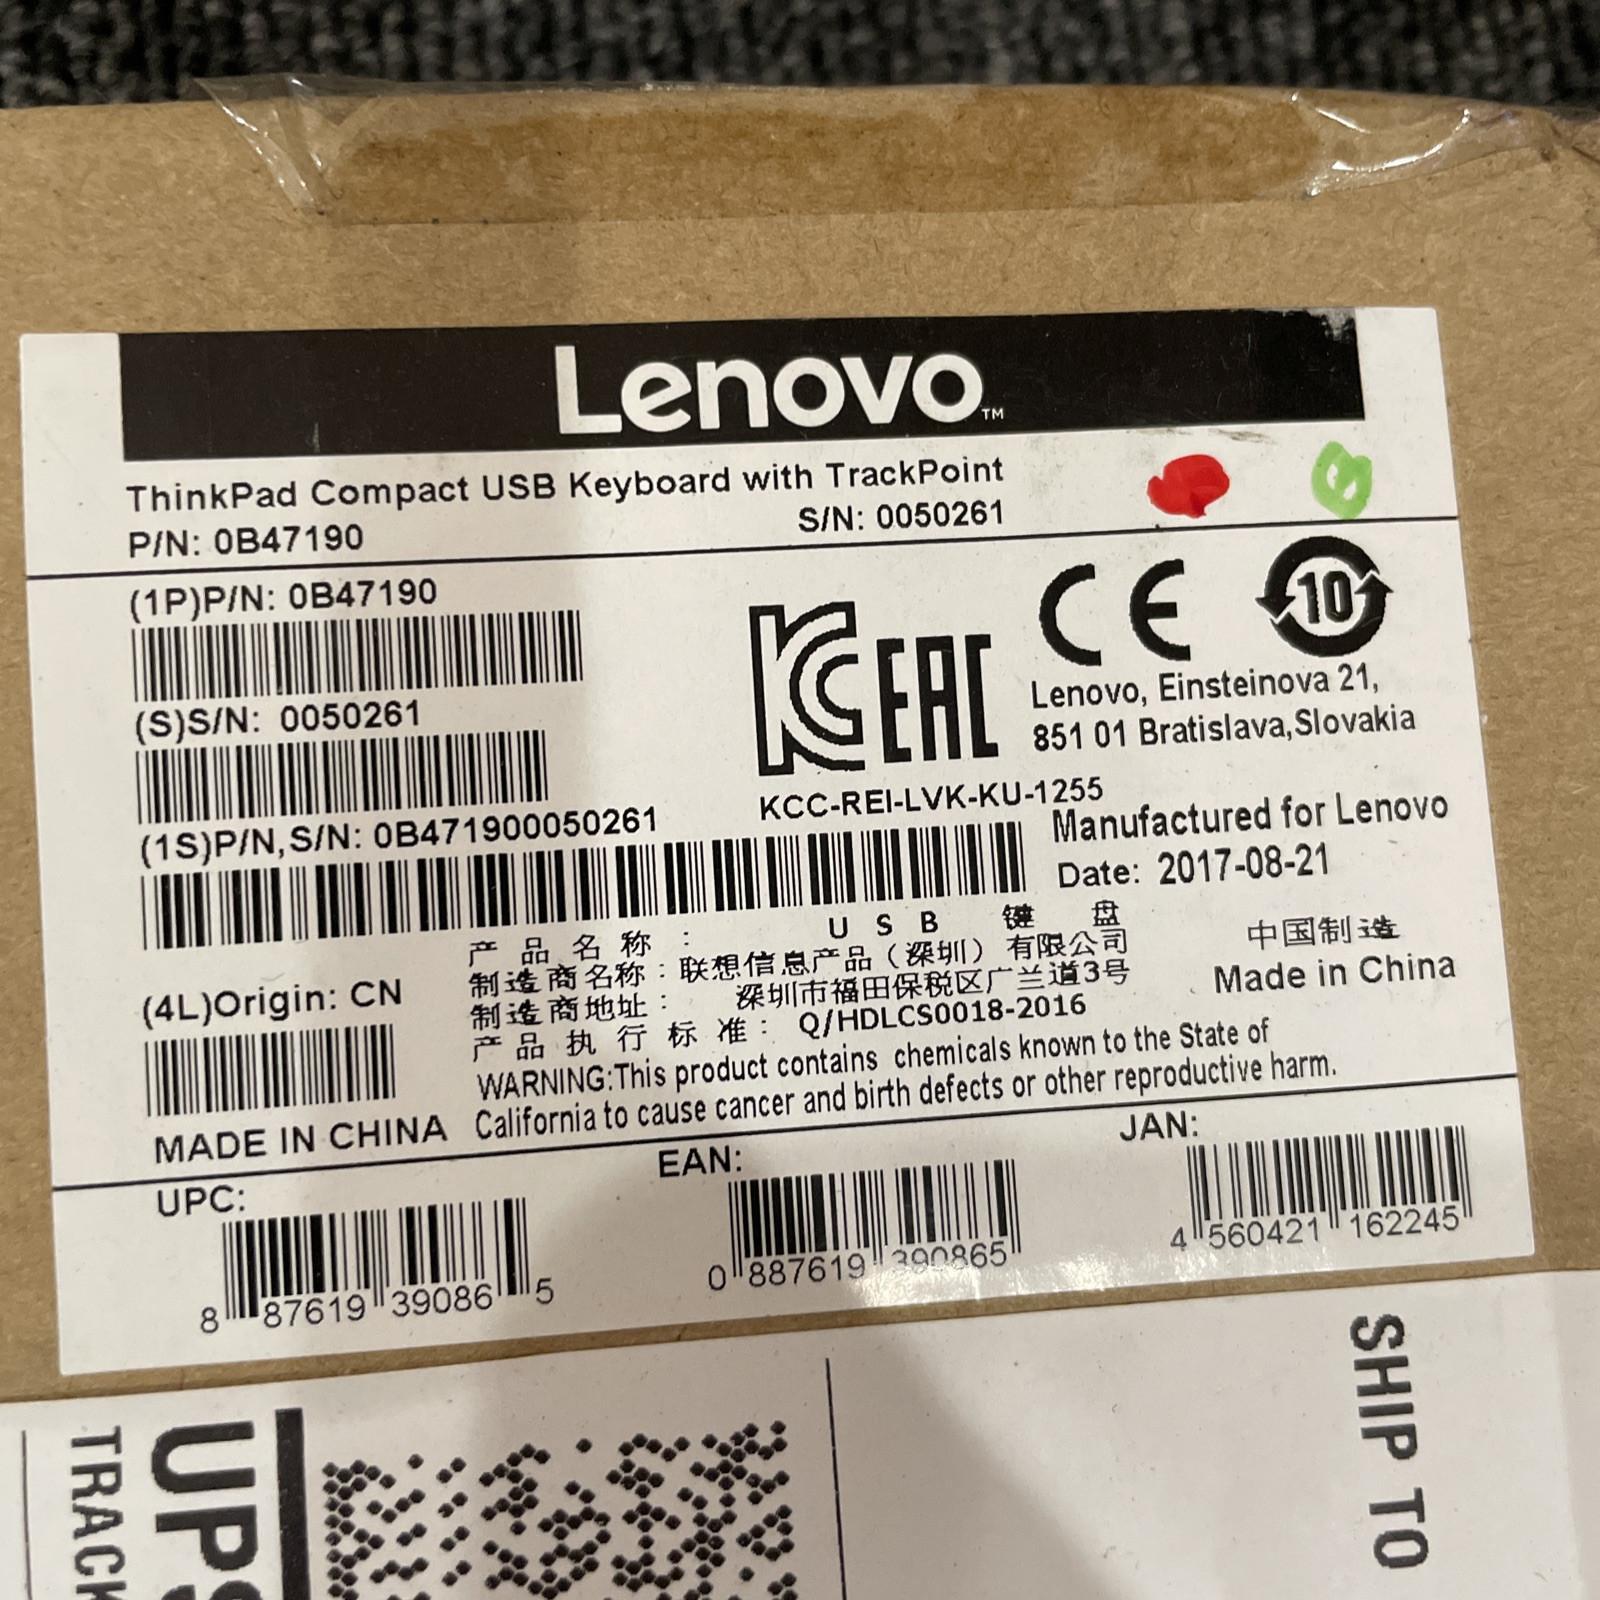 Lenovo™
ThinkPad Compact USB Keyboard with TrackPoint
P/N: 0B47190
S/N: 0050261
(1P)P/N: 0B47190
(S)S/N: 0050261
(1S)P/N,S/N: 0B471900050261
KC EAC CE 10
KCC-REI-LVK-KU-1255
Lenovo, Einsteinova 21,
851 01 Bratislava,Slovakia
Manufactured for Lenovo
Date: 2017-08-21
(4L)Origin: CN
MADE IN CHINA
产品名称： USB 键盘
制造商名称：联想信息产品（深圳）有限公司
制造商地址： 深圳市福田保税区广兰道3号
产品执行标准： Q/HDLCS0018-2016
中国制造
Made in China
WARNING:This product contains chemicals known to the State of
California to cause cancer and birth defects or other reproductive harm.
UPC:
8 87619 39086 5
EAN:
0 887619 390865
JAN:
4 560421 162245
SHIP TO
UPS
TRACK